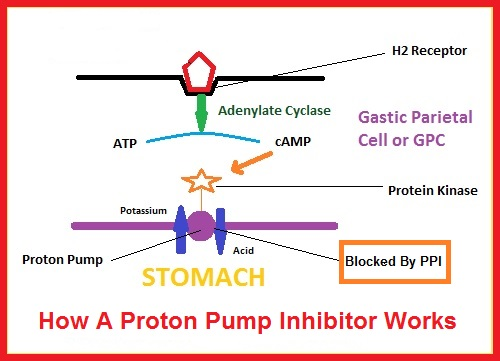 H2 Receptor
Adenylate Cyclase
Gastic Parietal
Cell or GPC
ATP
cAMP
Protein Kinase
Potassium
Proton Pump
Acid
Blocked By PPI
STOMACH
How A Proton Pump Inhibitor Works